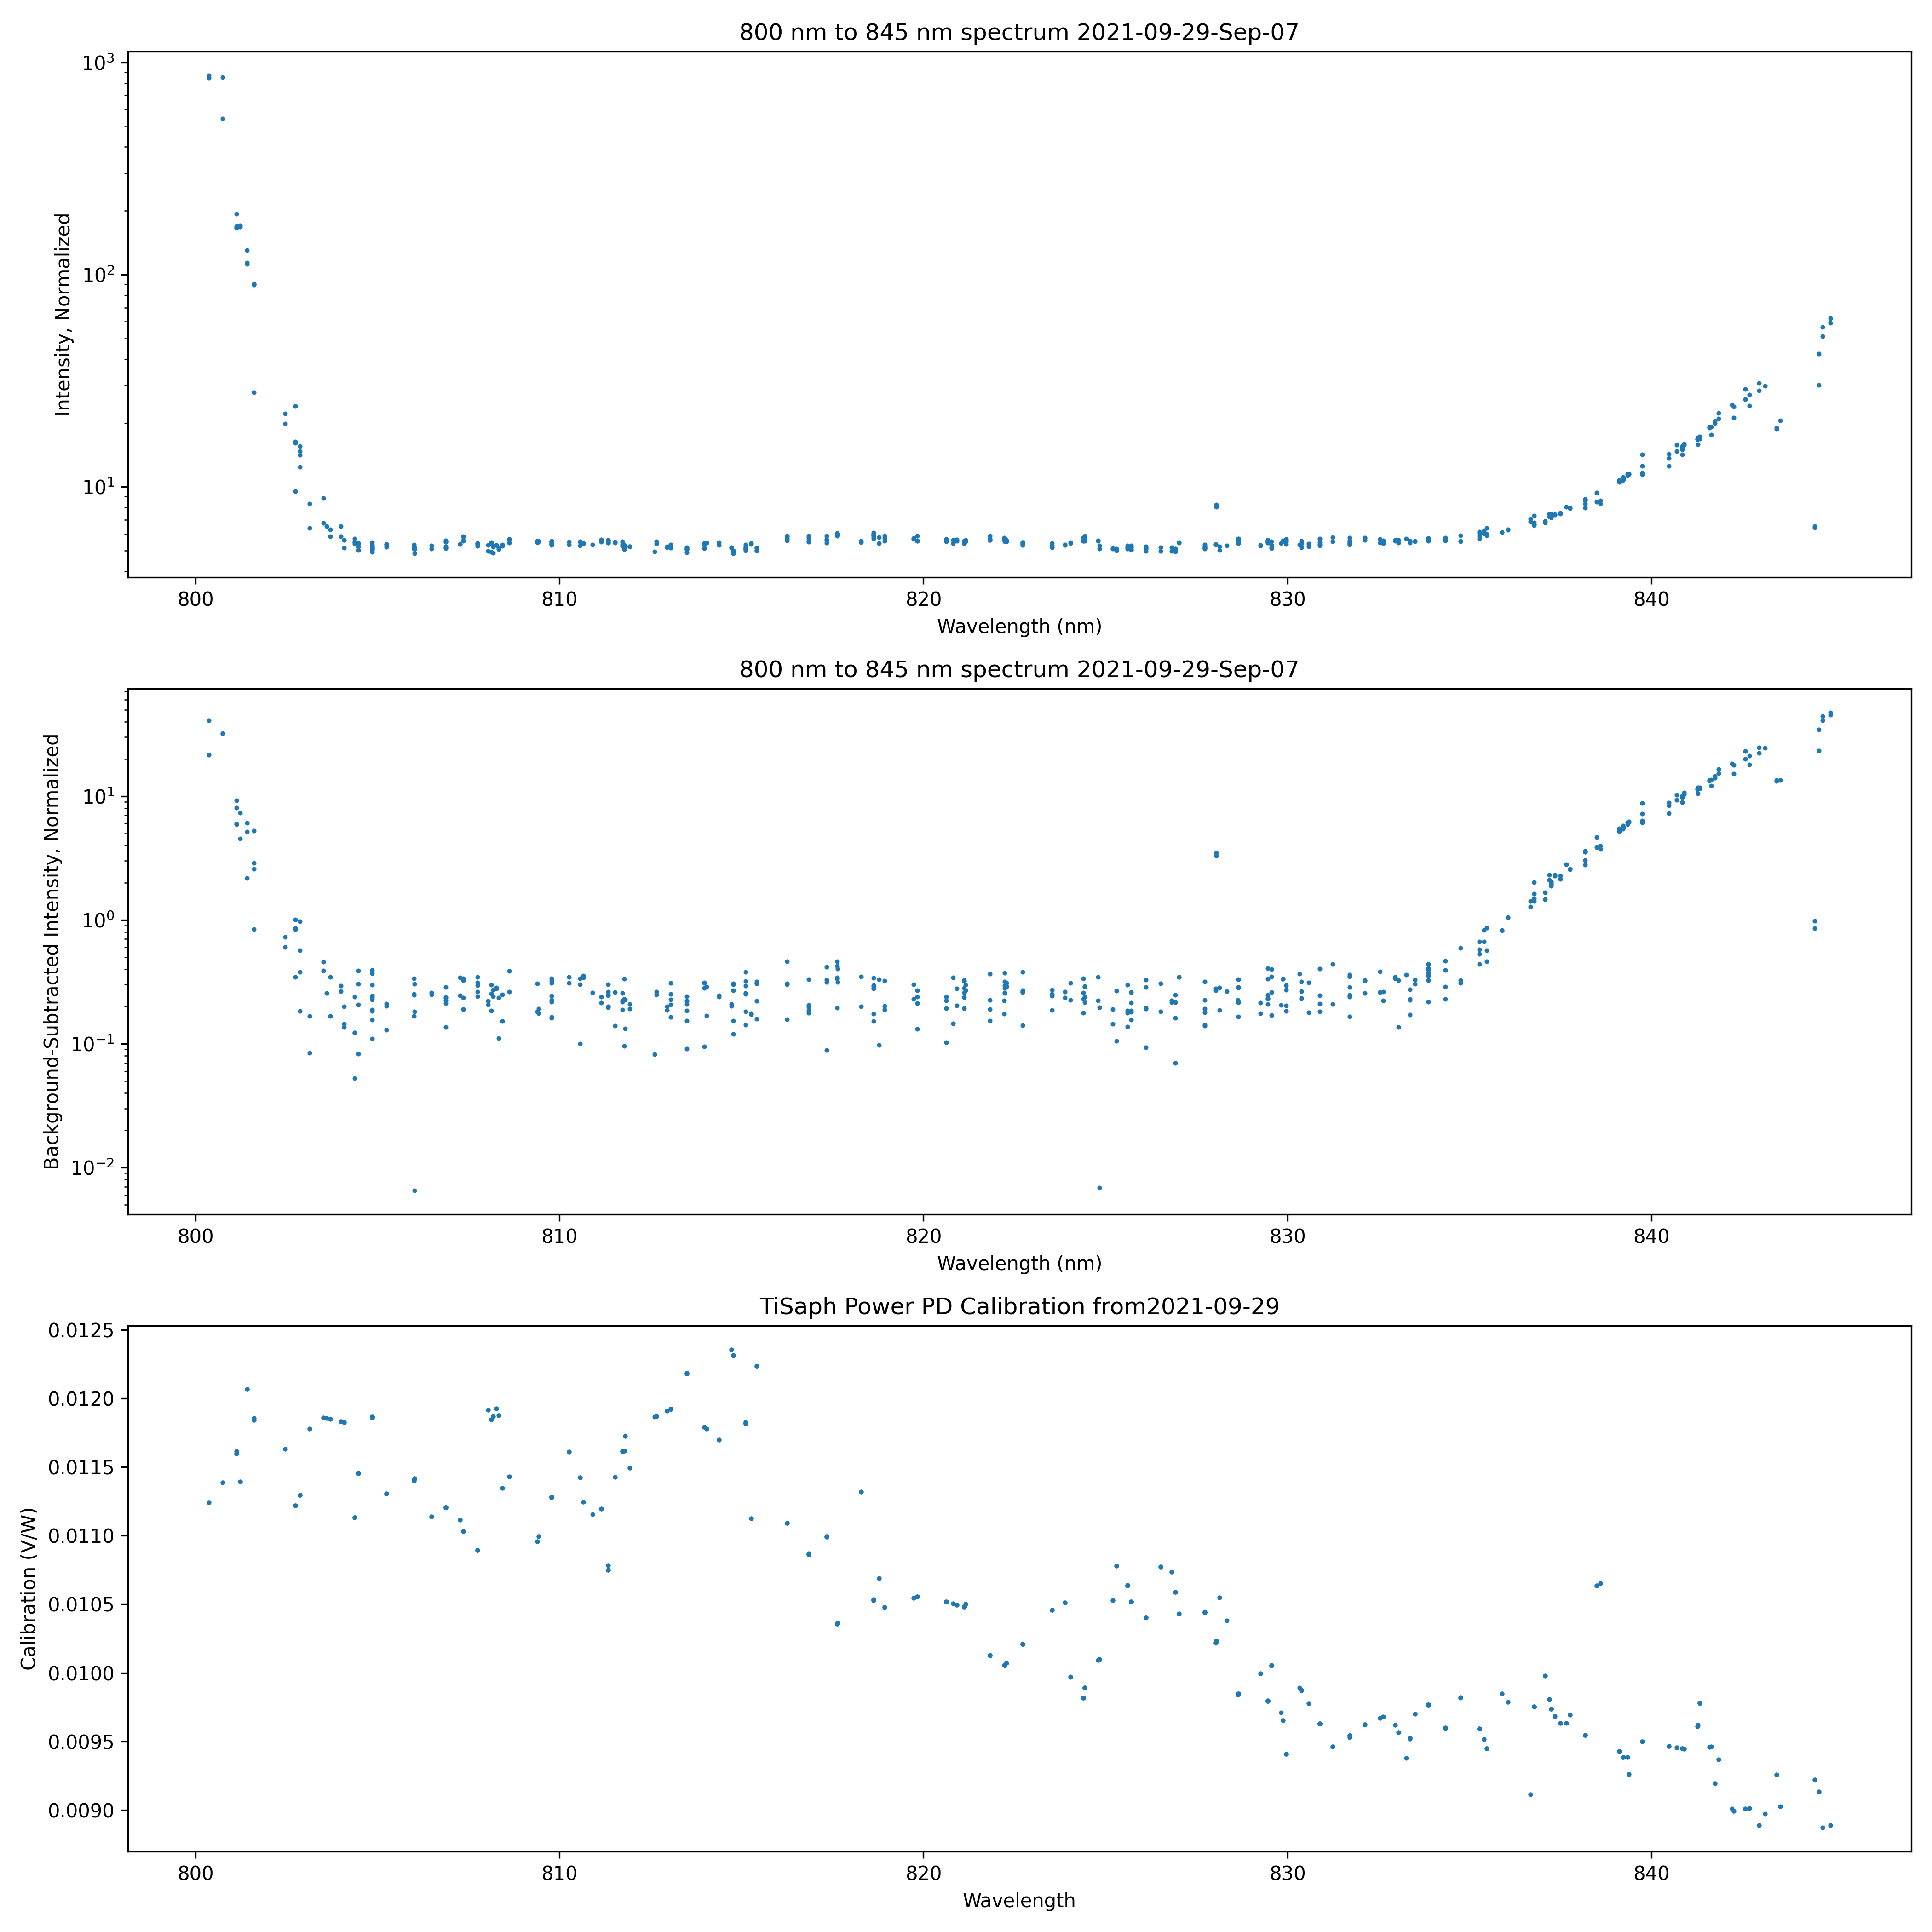 800 nm to 845 nm spectrum 2021-09-29-Sep-07
Intensity, Normalized
10³
10²
10¹
800 810 820 830 840
Wavelength (nm)
800 nm to 845 nm spectrum 2021-09-29-Sep-07
Background-Subtracted Intensity, Normalized
10¹
10⁰
10⁻¹
10⁻²
800 810 820 830 840
Wavelength (nm)
TiSaph Power PD Calibration from2021-09-29
Calibration (V/W)
0.0125
0.0120
0.0115
0.0110
0.0105
0.0100
0.0095
0.0090
800 810 820 830 840
Wavelength